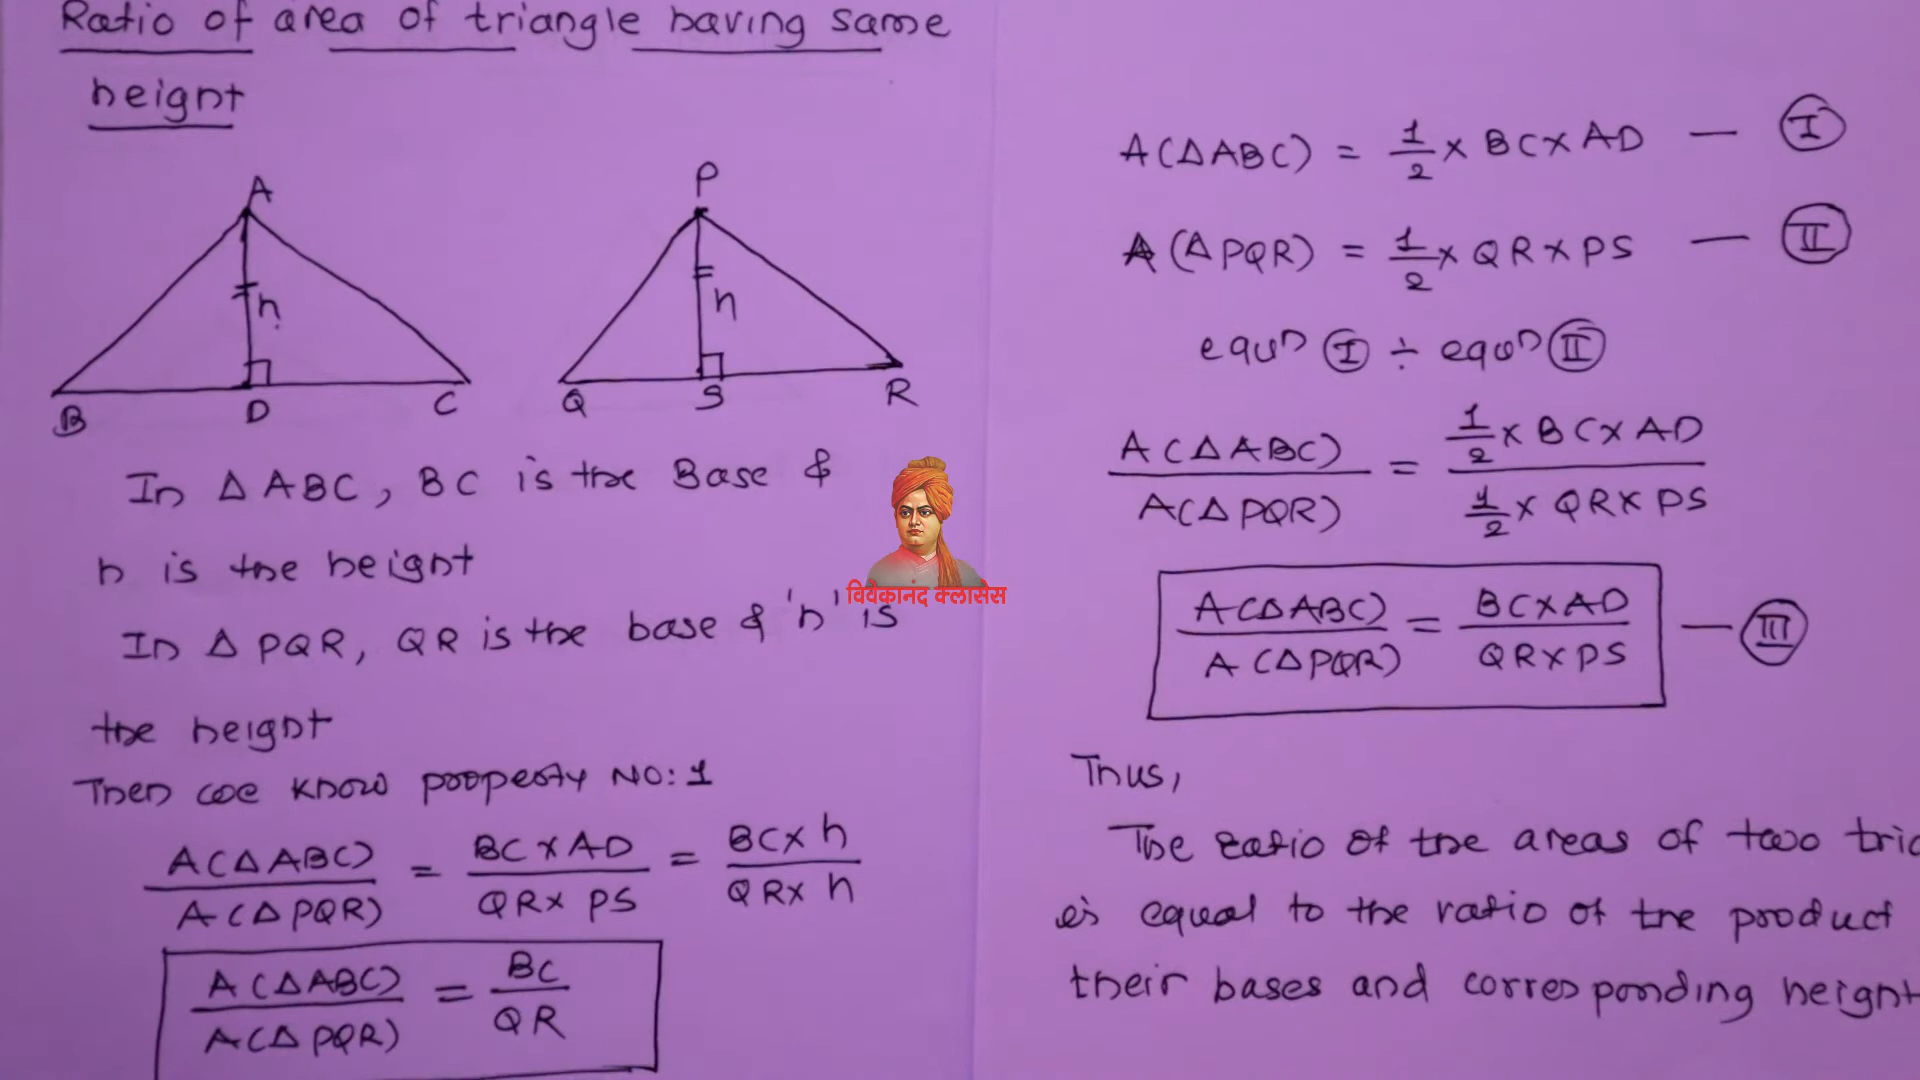 Ratio of area of triangle having same
height
A
h
B
D
C
P
h
Q
S
R
In △ ABC, BC is the Base &
h is the height
In △ PQR, QR is the base & 'h' is
the height
Then we know property NO: 1
A(△ABC) / A(△PQR) = BC × AD / QR × PS = BC × h / QR × h
A(△ABC) / A(△PQR) = BC / QR
विवेकानंद क्लासेस
A(△ABC) = 1/2 × BC × AD — I
A(△PQR) = 1/2 × QR × PS — II
equn I ÷ equn II
A(△ABC) / A(△PQR) = 1/2 × BC × AD / 1/2 × QR × PS
A(△ABC) / A(△PQR) = BC × AD / QR × PS — III
Thus,
The ratio of the areas of two
is equal to the ratio of the product
their bases and corresponding height